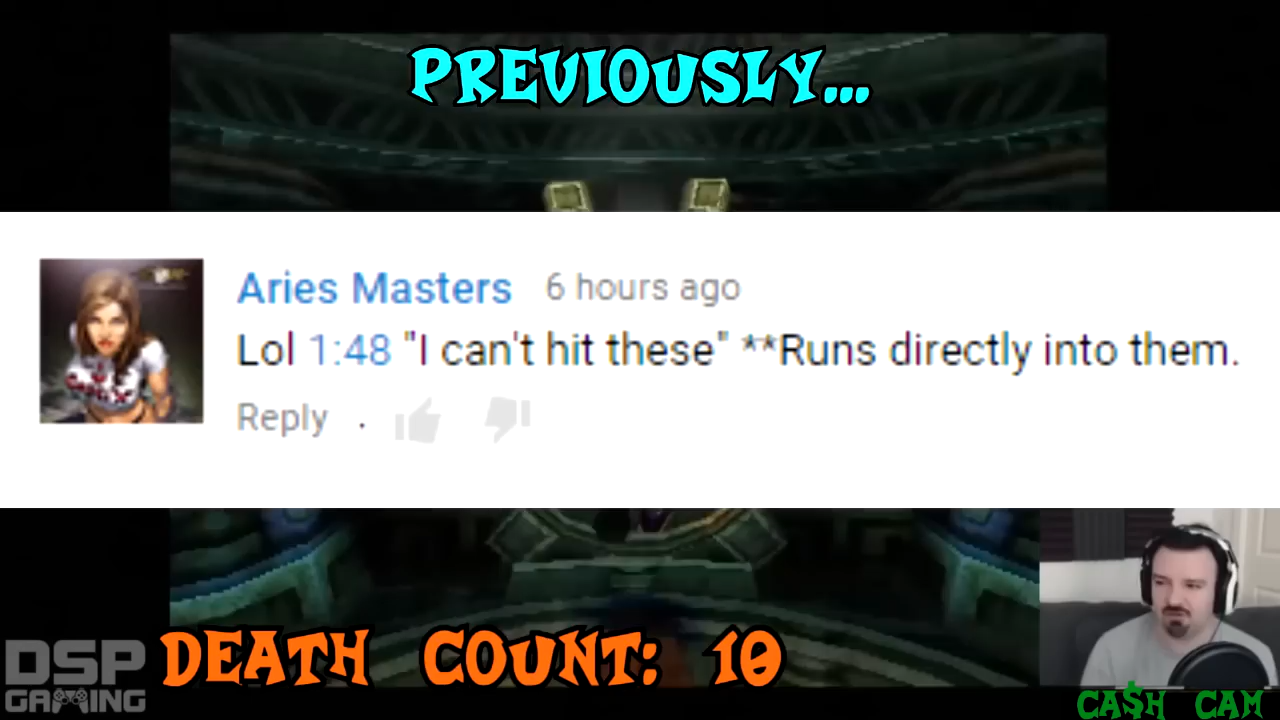 PREVIOUSLY...
Aries Masters 6 hours ago
Lol 1:48 "I can't hit these" **Runs directly into them.
Reply .
DSP
GAMING
DEATH COUNT: 10
CA$H CAM